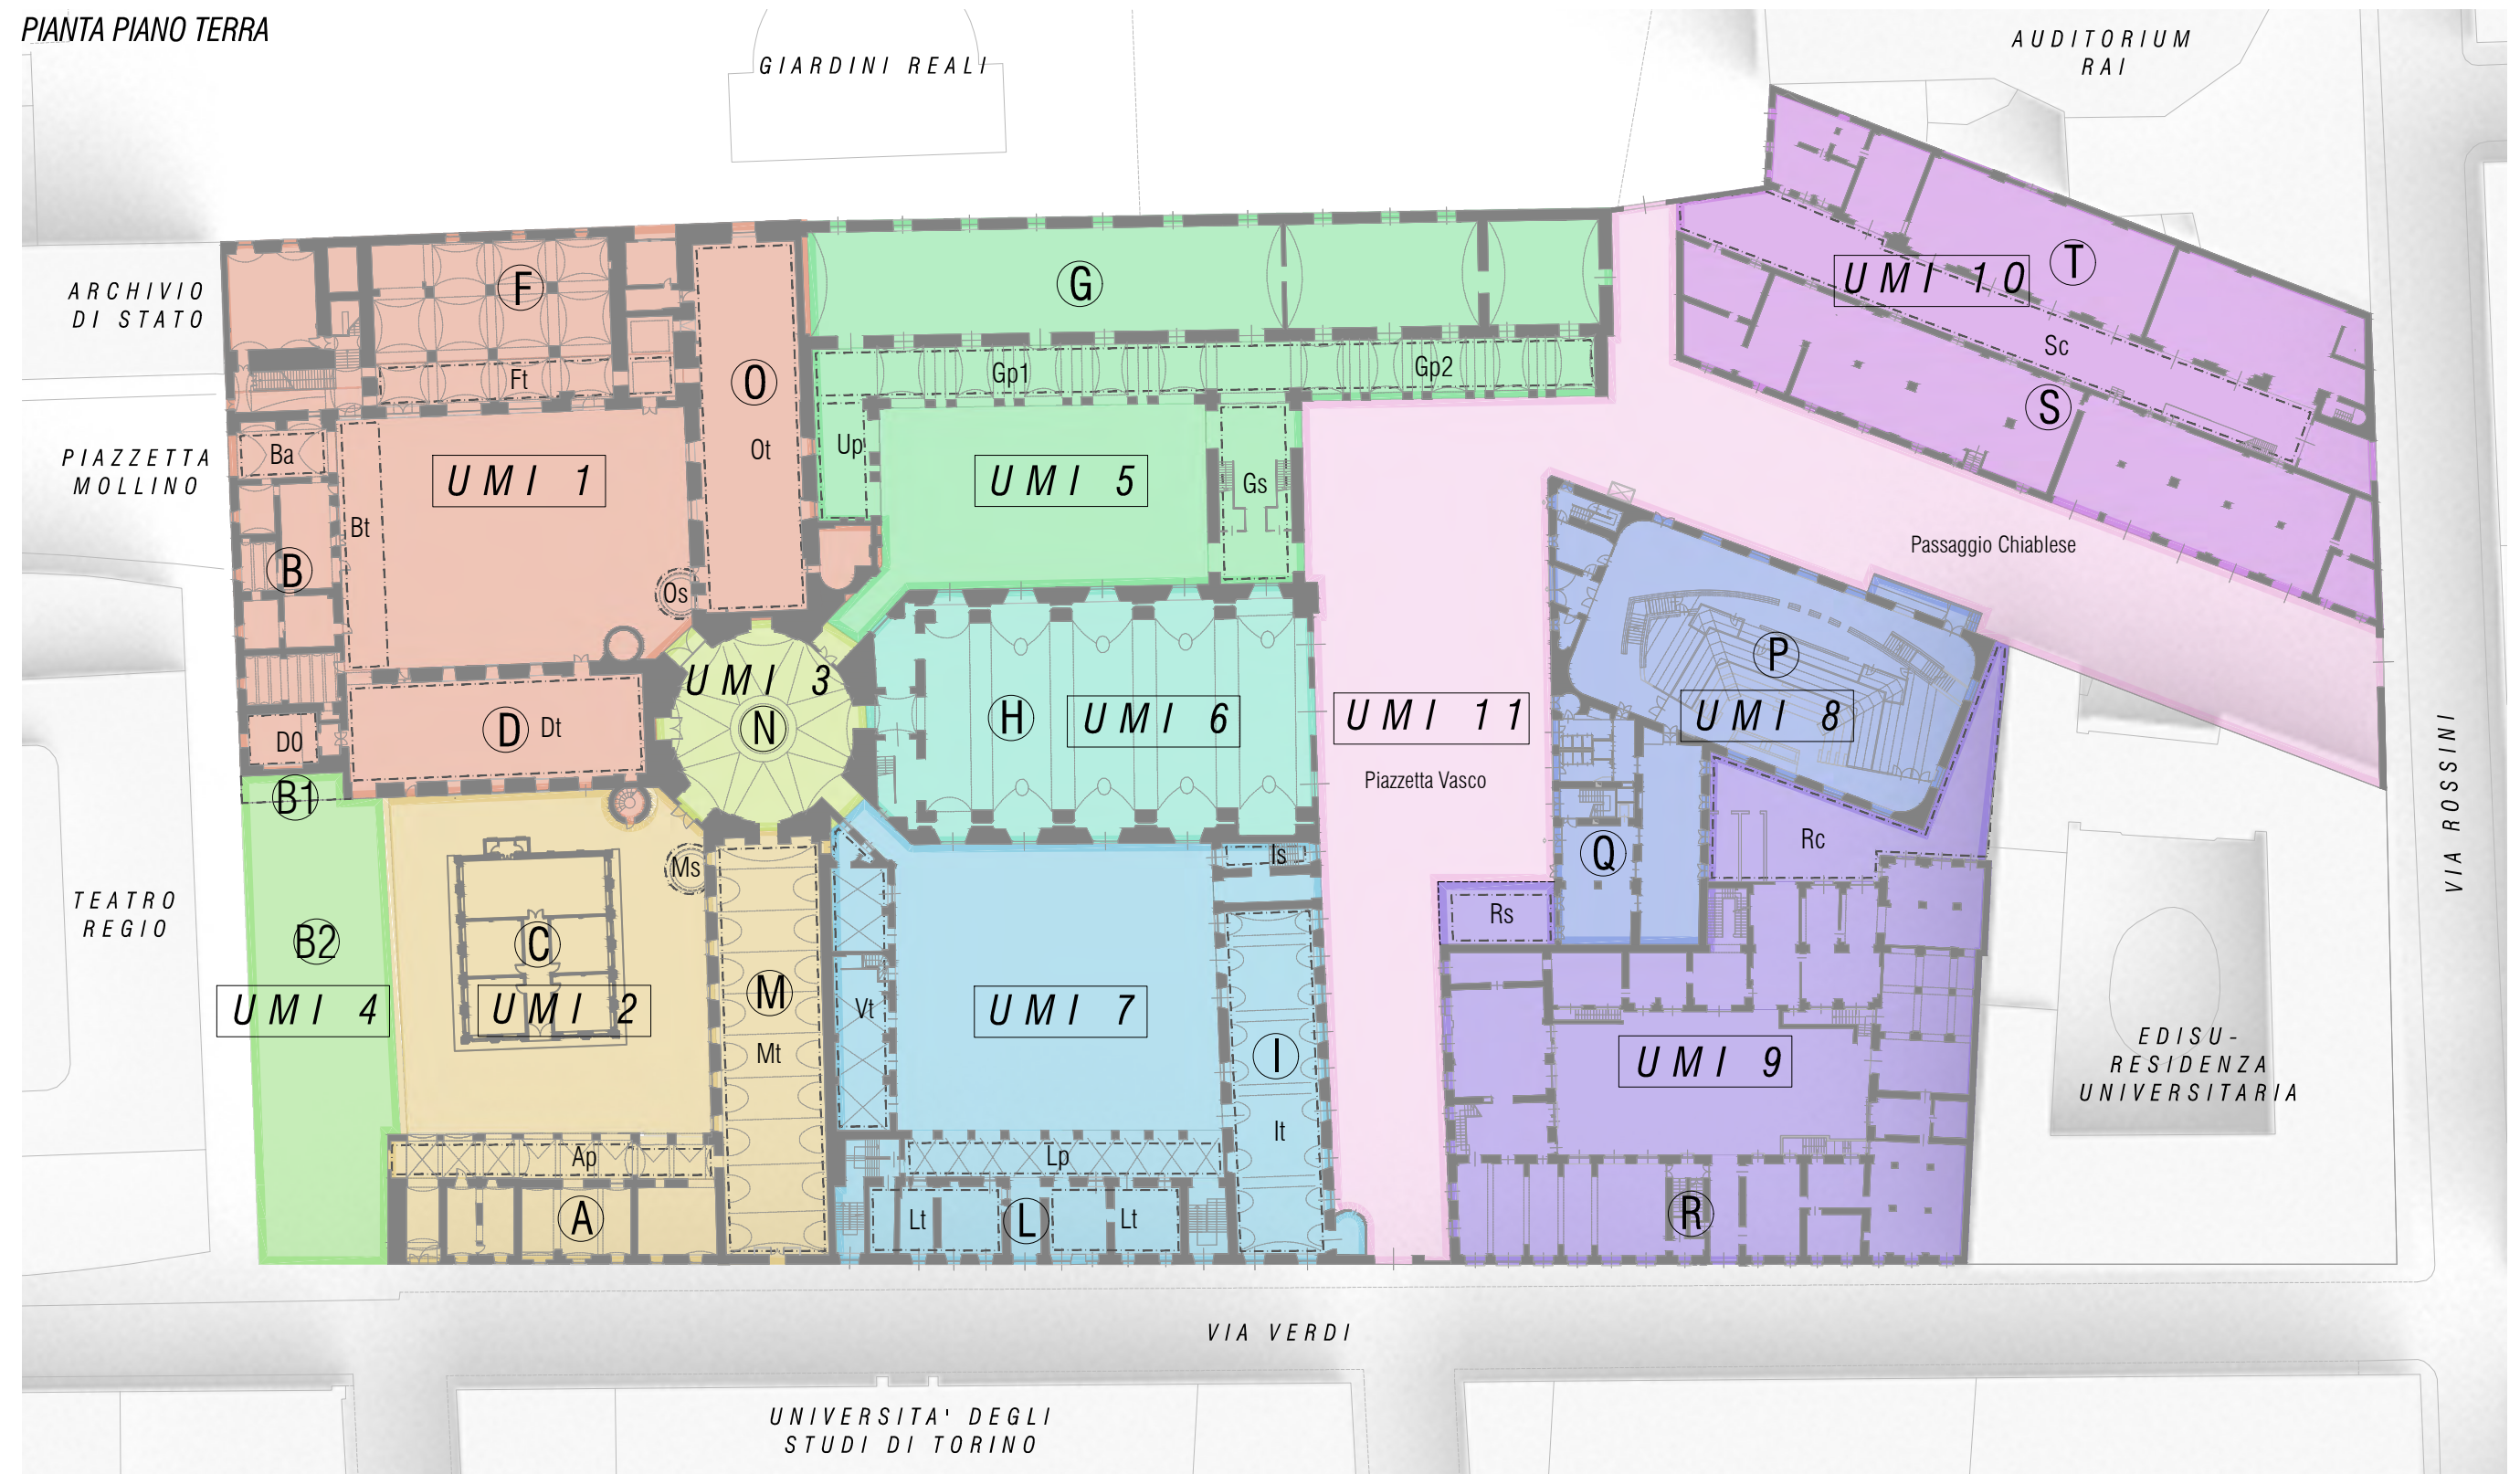 PIANTA PIANO TERRA
GIARDINI REALI
AUDITORIUM
RAI
ARCHIVIO
DI STATO
F
G
T
UMI 10
Sc
O
Ft
Gp1
Gp2
S
PIAZZETTA
MOLLINO
Ba
UMI 1
Ot
Up
UMI 5
Gs
Bt
B
Os
Passaggio Chiablese
UMI 3
N
P
UMI 8
D
Dt
D0
H
UMI 6
UMI 11
Piazzetta Vasco
VIA ROSSINI
B1
Ms
Is
Q
Rc
TEATRO
REGIO
B2
C
Rs
UMI 4
UMI 2
M
Mt
Vt
UMI 7
I
It
UMI 9
EDISU-
RESIDENZA
UNIVERSITARIA
Ap
Lp
A
Lt
L
Lt
R
VIA VERDI
UNIVERSITA' DEGLI
STUDI DI TORINO